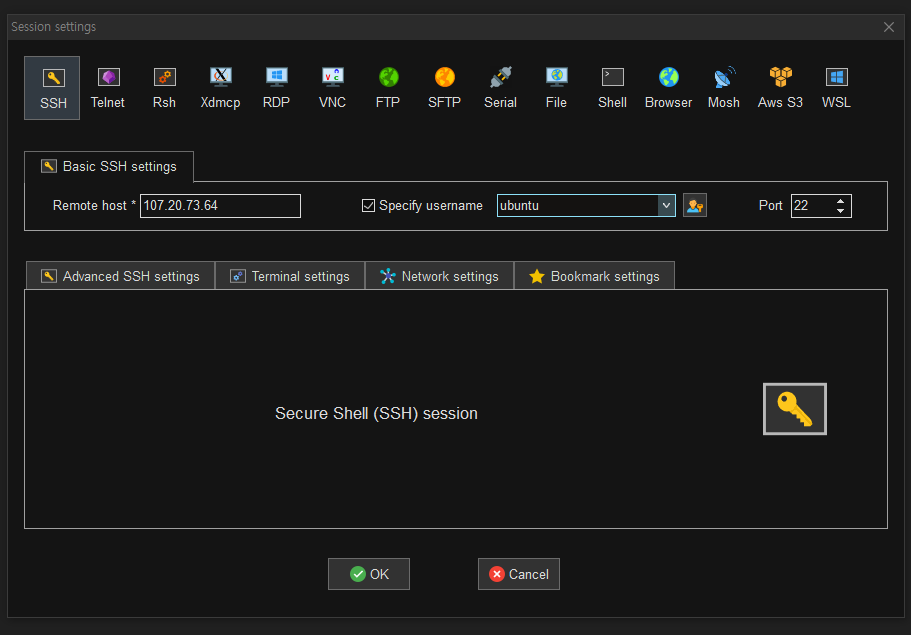 Session settings
SSH Telnet Rsh Xdmcp RDP VNC FTP SFTP Serial File Shell Browser Mosh Aws S3 WSL
Basic SSH settings
Remote host * 107.20.73.64 Specify username ubuntu Port 22
Advanced SSH settings Terminal settings Network settings Bookmark settings
Secure Shell (SSH) session
OK Cancel